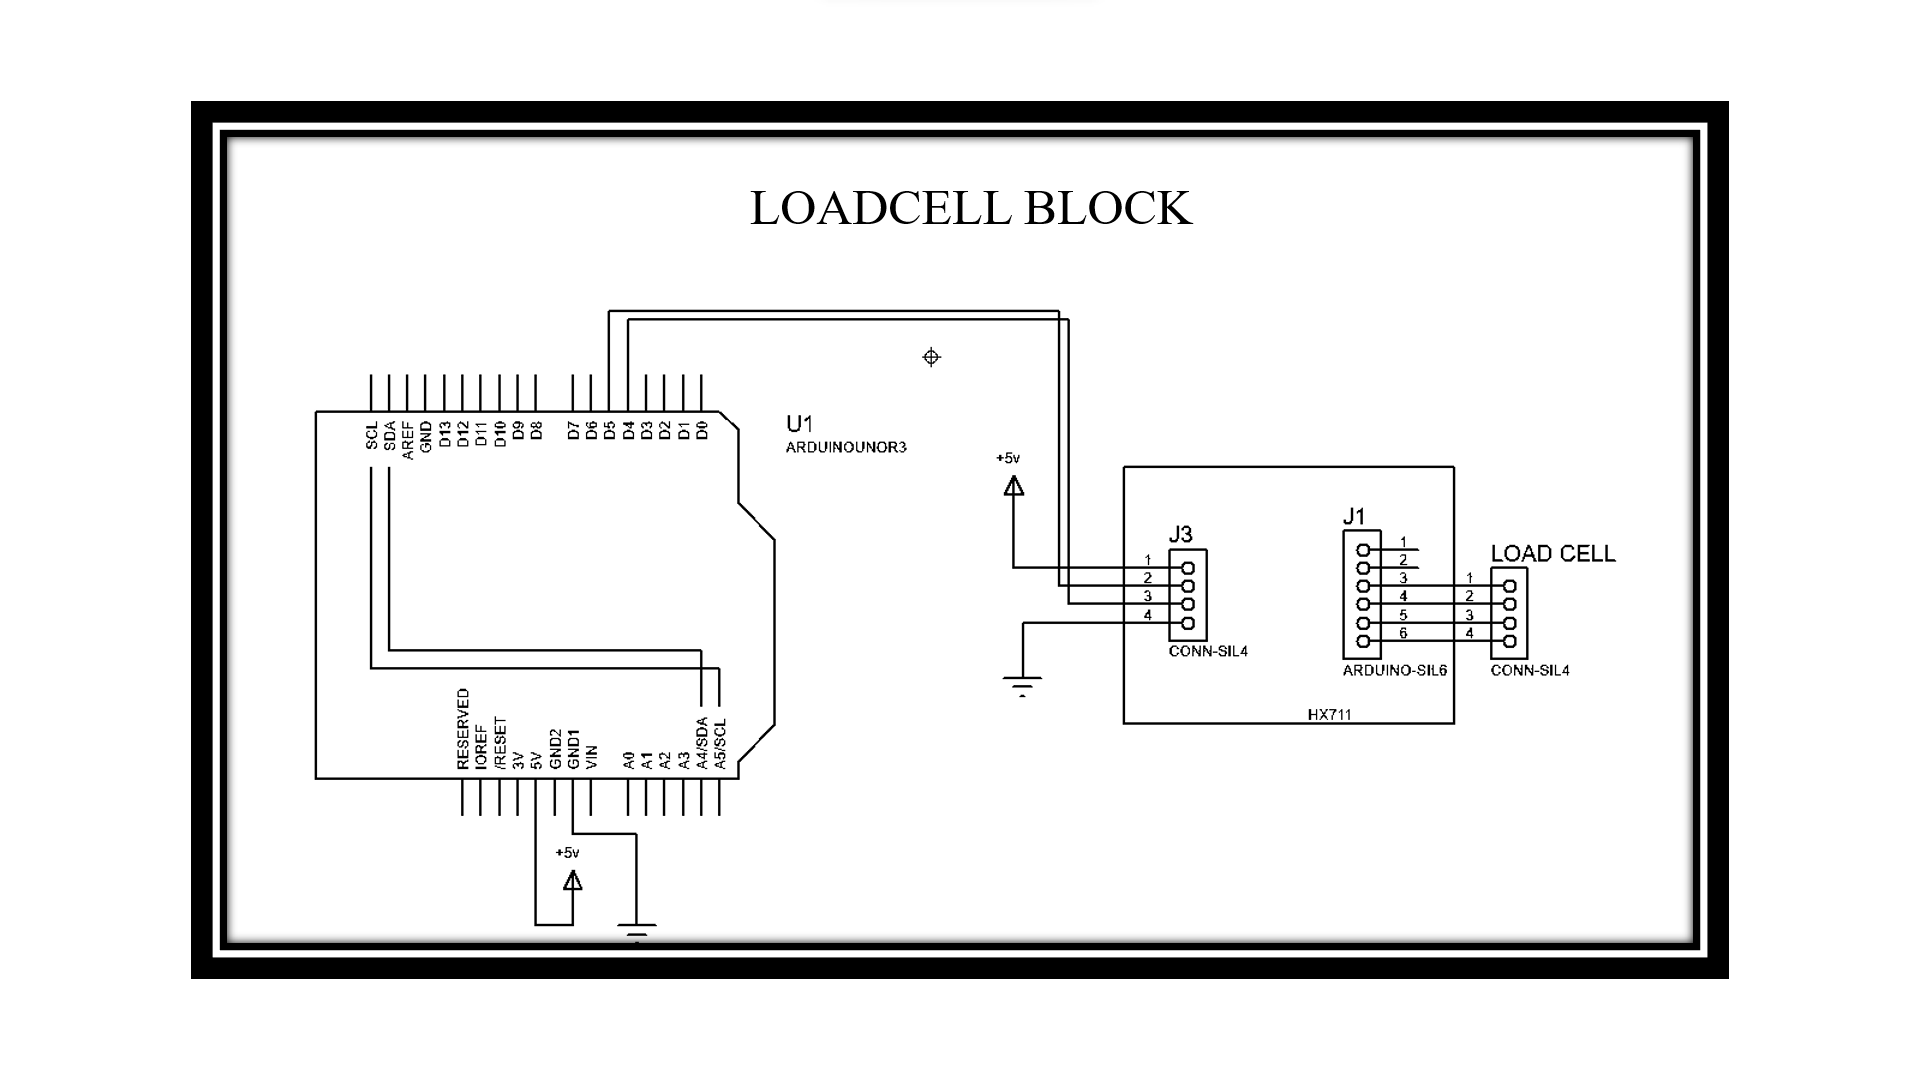 LOADCELL BLOCK
SCL
SDA
AREF
GND
D13
D12
D11
D10
D9
D8
D7
D6
D5
D4
D3
D2
D1
D0
U1
ARDUINOUNOR3
+5v
J3
1
2
3
4
CONN-SIL4
J1
1
2
3
4
5
6
ARDUINO-SIL6
HX711
LOAD CELL
1
2
3
4
CONN-SIL4
RESERVED
IOREF
/RESET
3V
5V
GND2
GND1
VIN
A0
A1
A2
A3
A4/SDA
A5/SCL
+5v